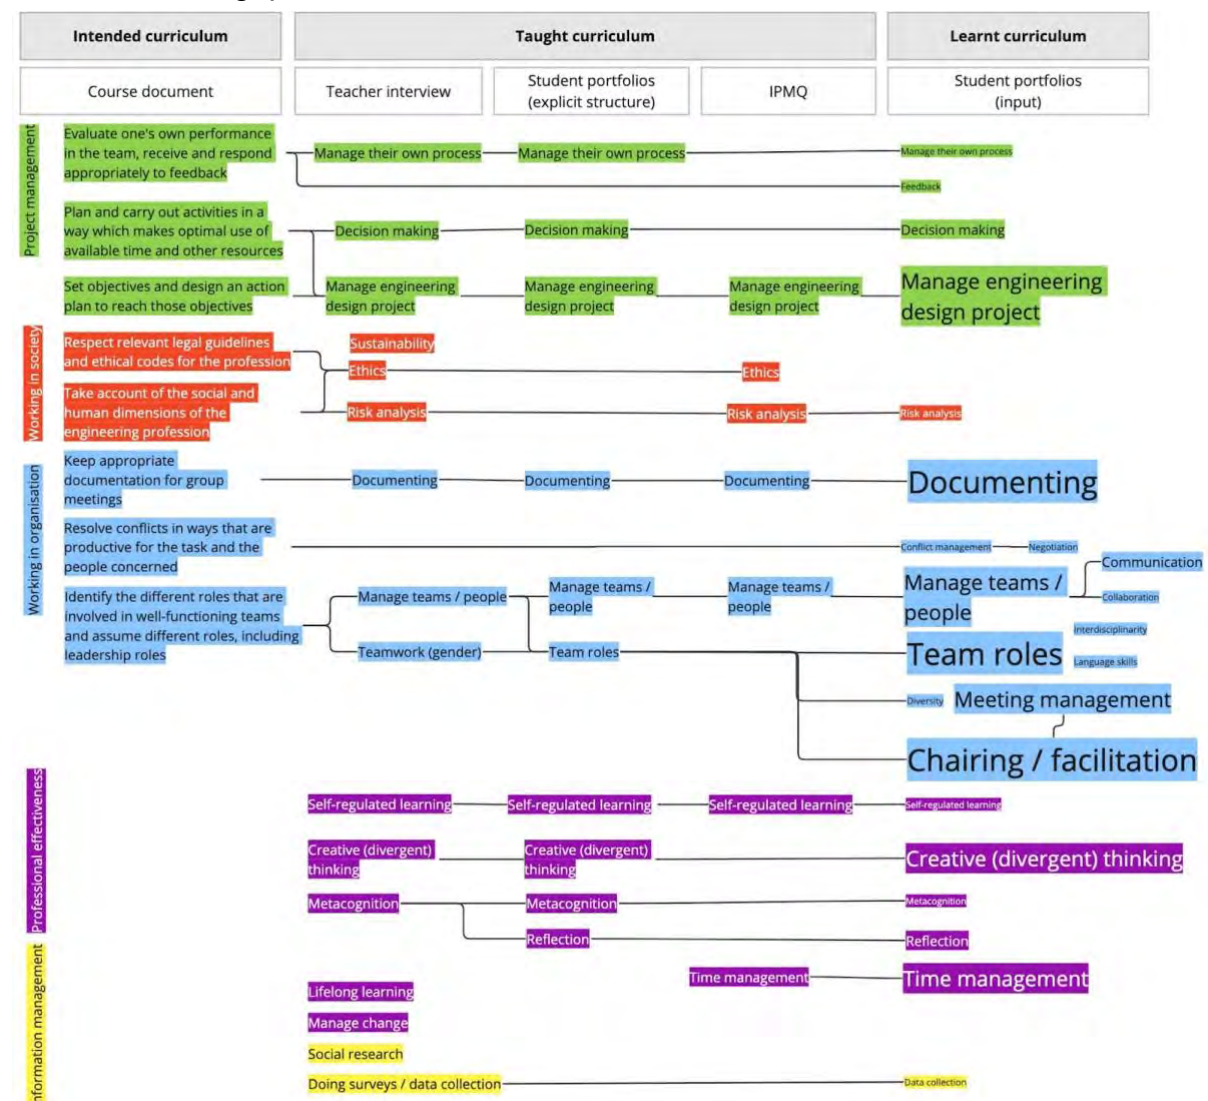 Intended curriculum
Taught curriculum
Learnt curriculum
Course document
Teacher interview
Student portfolios
(explicit structure)
IPMQ
Student portfolios
(input)
Project management
Evaluate one's own performance
in the team, receive and respond
appropriately to feedback
Manage their own process
Manage their own process
Manage their own process
Feedback
Plan and carry out activities in a
way which makes optimal use of
available time and other resources
Decision making
Decision making
Decision making
Set objectives and design an action
plan to reach those objectives
Manage engineering
design project
Manage engineering
design project
Manage engineering
design project
Manage engineering
design project
Working in society
Respect relevant legal guidelines
and ethical codes for the profession
Sustainability
Ethics
Ethics
Take account of the social and
human dimensions of the
engineering profession
Risk analysis
Risk analysis
Risk analysis
Working in organisation
Keep appropriate
documentation for group
meetings
Documenting
Documenting
Documenting
Documenting
Resolve conflicts in ways that are
productive for the task and the
people concerned
Conflict management
Negotiation
Identify the different roles that are
involved in well-functioning teams
and assume different roles, including
leadership roles
Manage teams / people
Manage teams /
people
Manage teams /
people
Manage teams /
people
Communication
Collaboration
Interdisciplinarity
Teamwork (gender)
Team roles
Team roles
Language skills
Diversity
Meeting management
Chairing / facilitation
Professional effectiveness
Self-regulated learning
Self-regulated learning
Self-regulated learning
Self-regulated learning
Creative (divergent)
thinking
Creative (divergent)
thinking
Creative (divergent) thinking
Metacognition
Metacognition
Metacognition
Reflection
Reflection
Time management
Time management
Lifelong learning
Manage change
nformation management
Social research
Doing surveys / data collection
Data collection